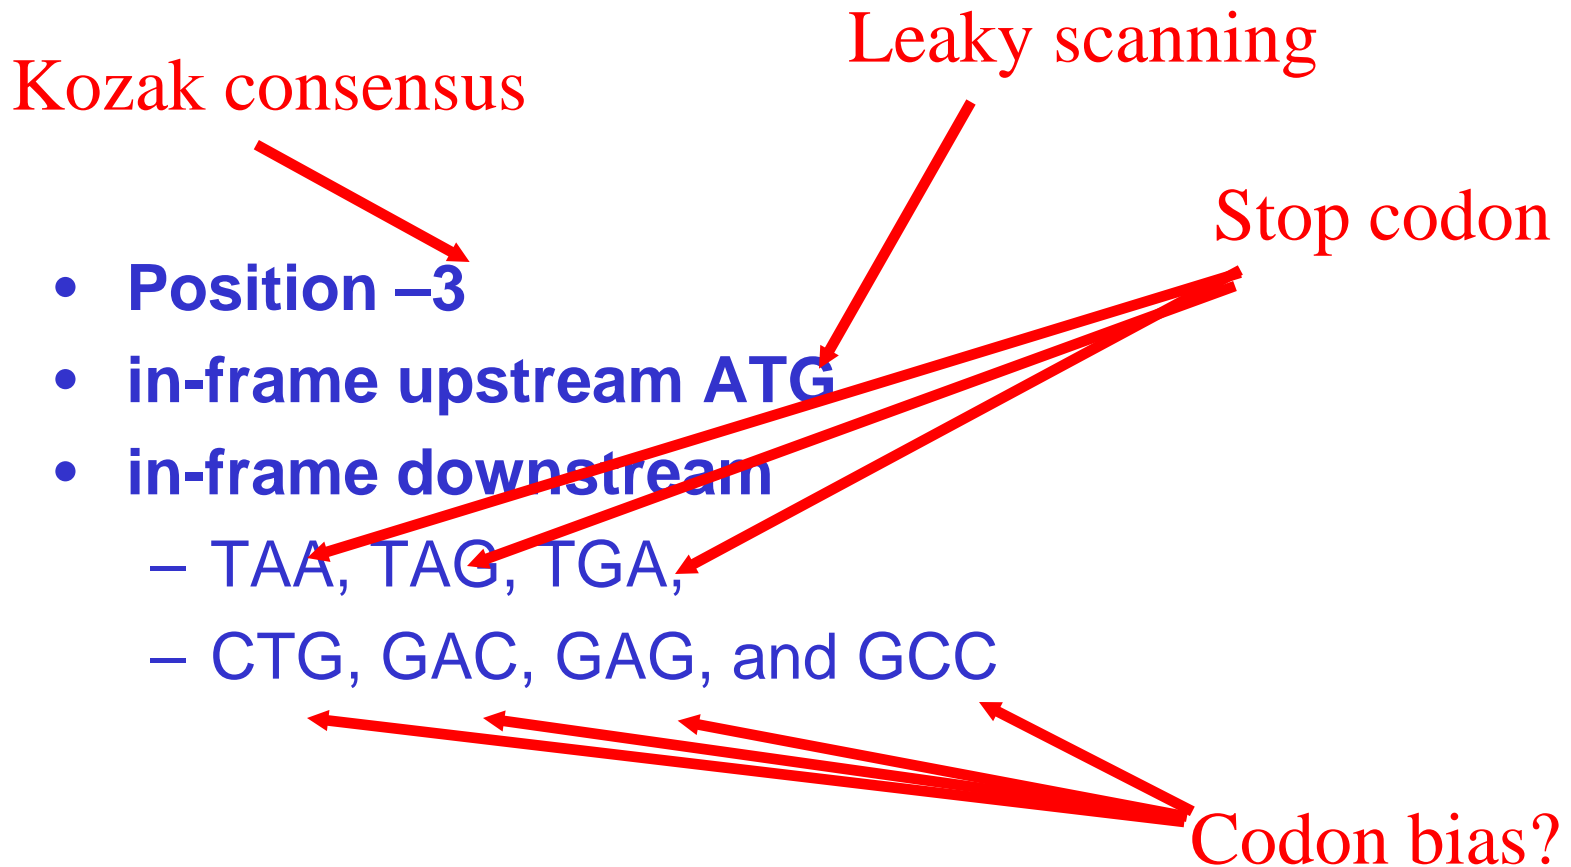 Leaky scanning
Kozak consensus
Stop codon
• Position –3
• in-frame upstream ATG
• in-frame downstream
– TAA, TAG, TGA,
– CTG, GAC, GAG, and GCC
Codon bias?